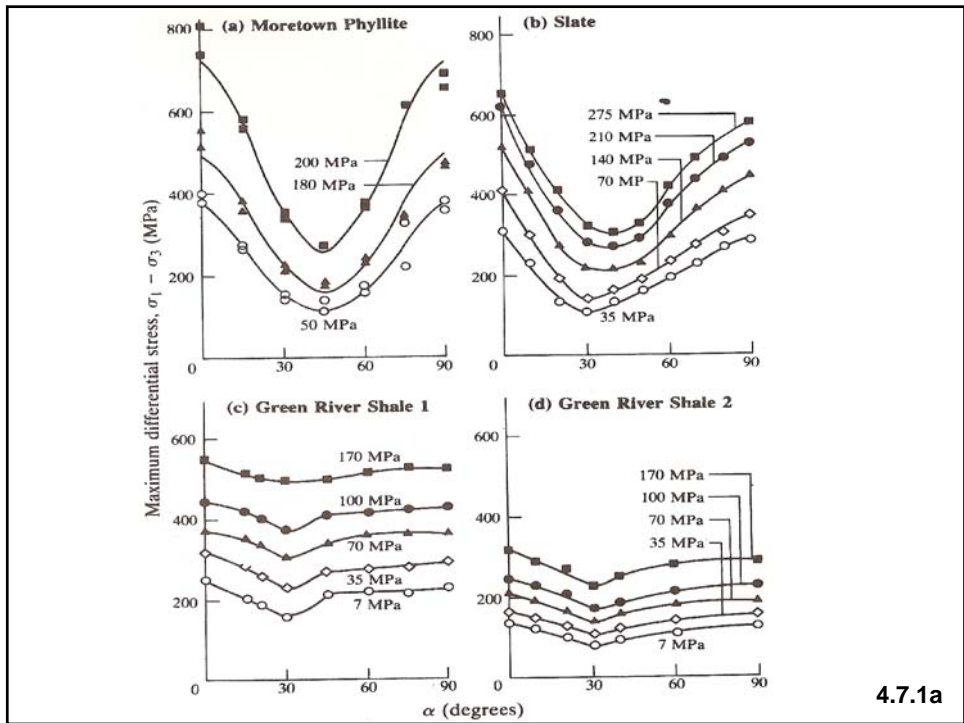 (a) Moretown Phyllite
800
600
400
200
0
200 MPa
180 MPa
50 MPa
0 30 60 90
(b) Slate
800
600
400
200
0
275 MPa
210 MPa
140 MPa
70 MP
35 MPa
0 30 60 90
Maximum differential stress, σ1 − σ3 (MPa)
(c) Green River Shale 1
600
400
200
0
170 MPa
100 MPa
70 MPa
35 MPa
7 MPa
0 30 60 90
(d) Green River Shale 2
600
400
200
0
170 MPa
100 MPa
70 MPa
35 MPa
7 MPa
0 30 60 90
α (degrees)
4.7.1a